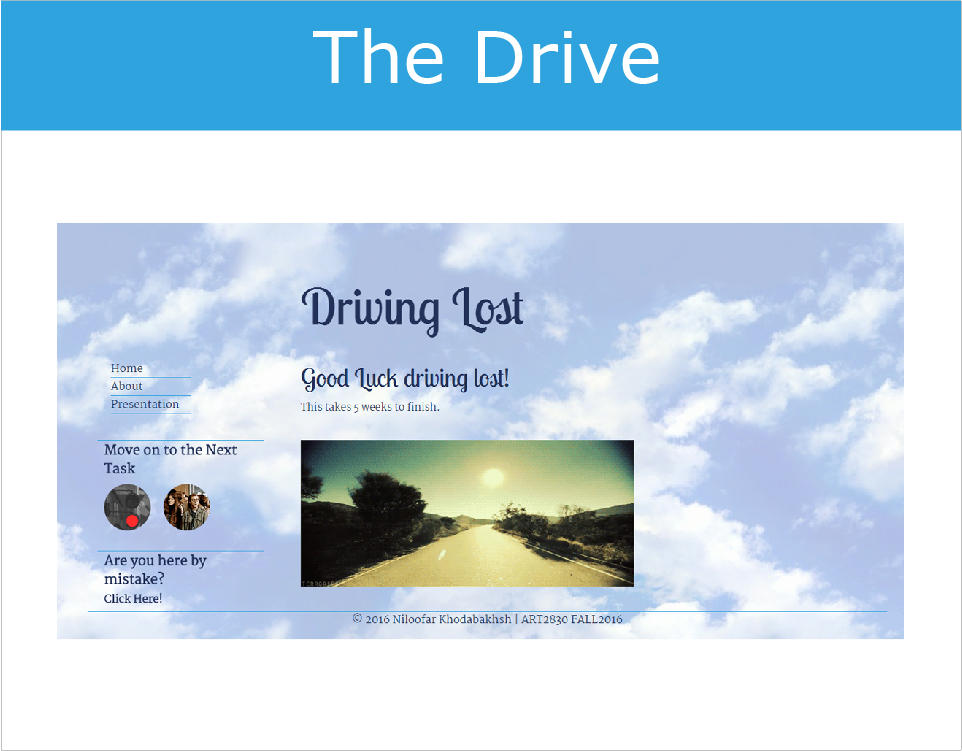 The Drive
Driving Lost
Home
About
Presentation
Good Luck driving lost!
This takes 5 weeks to finish.
Move on to the Next
Task
Are you here by
mistake?
Click Here!
© 2016 Niloofar Khodabakhsh | ART2830 FALL2016